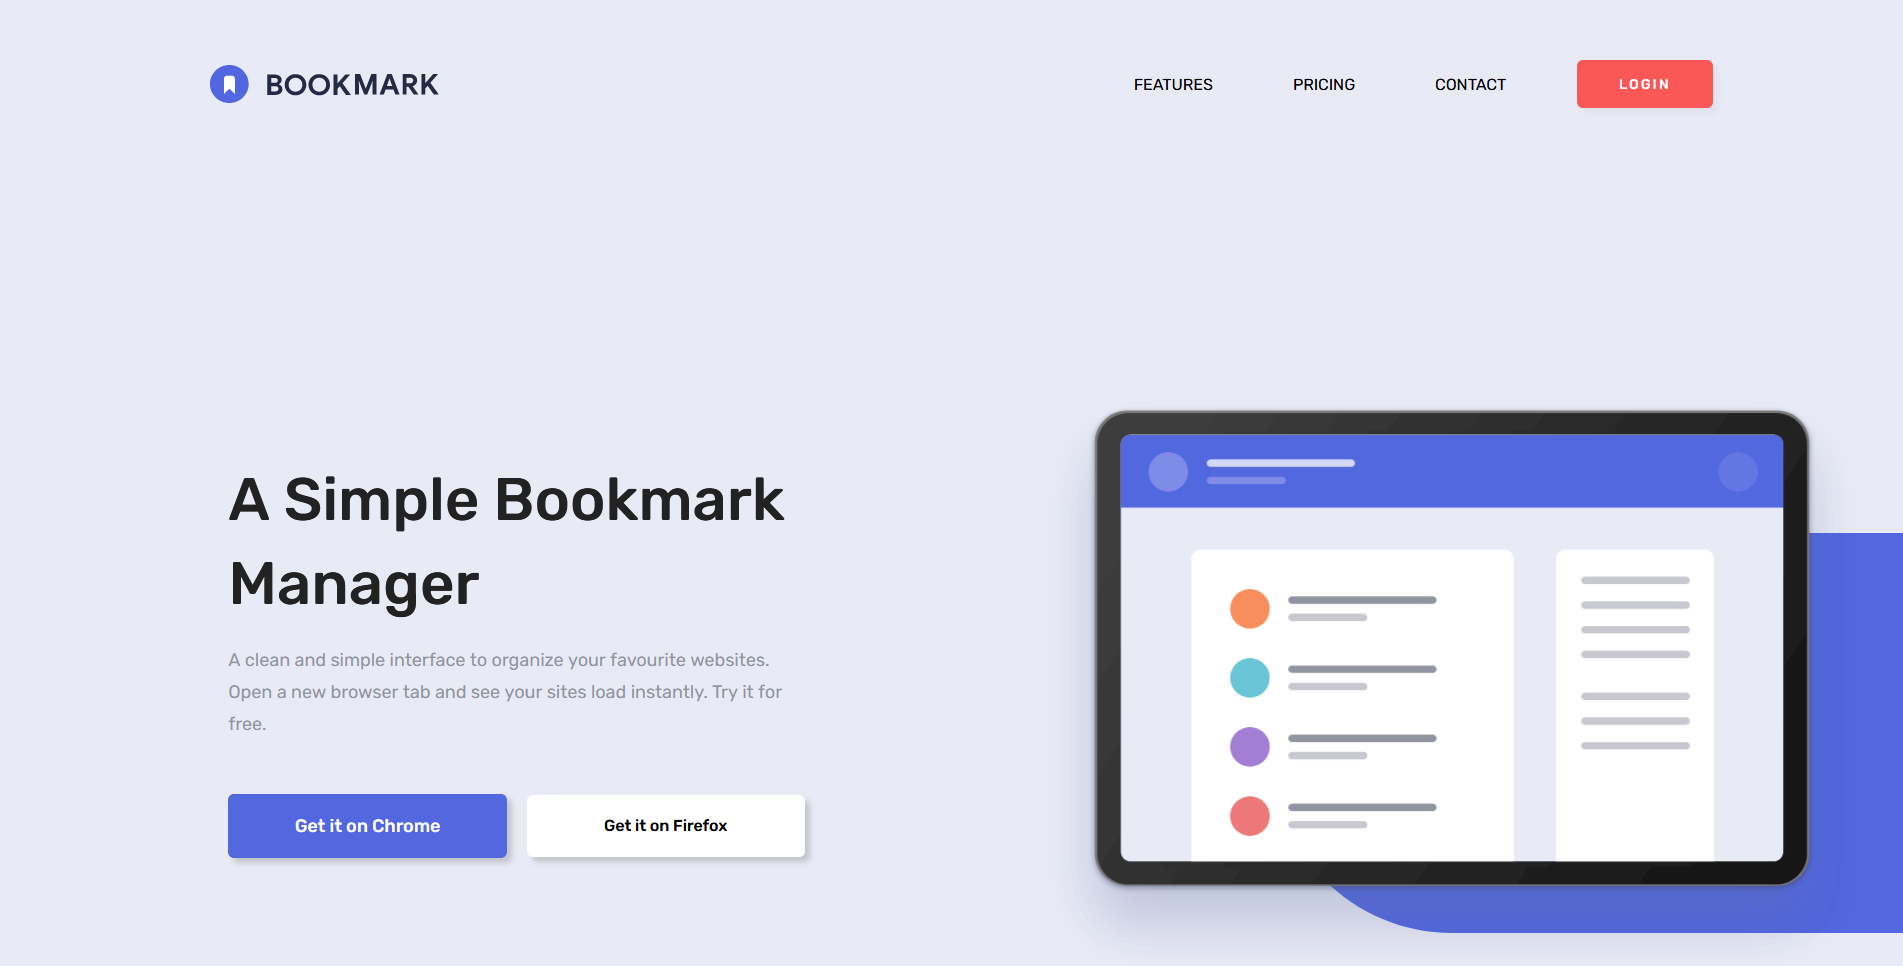 BOOKMARK
FEATURES PRICING CONTACT LOGIN
A Simple Bookmark
Manager
A clean and simple interface to organize your favourite websites.
Open a new browser tab and see your sites load instantly. Try it for
free.
Get it on Chrome Get it on Firefox